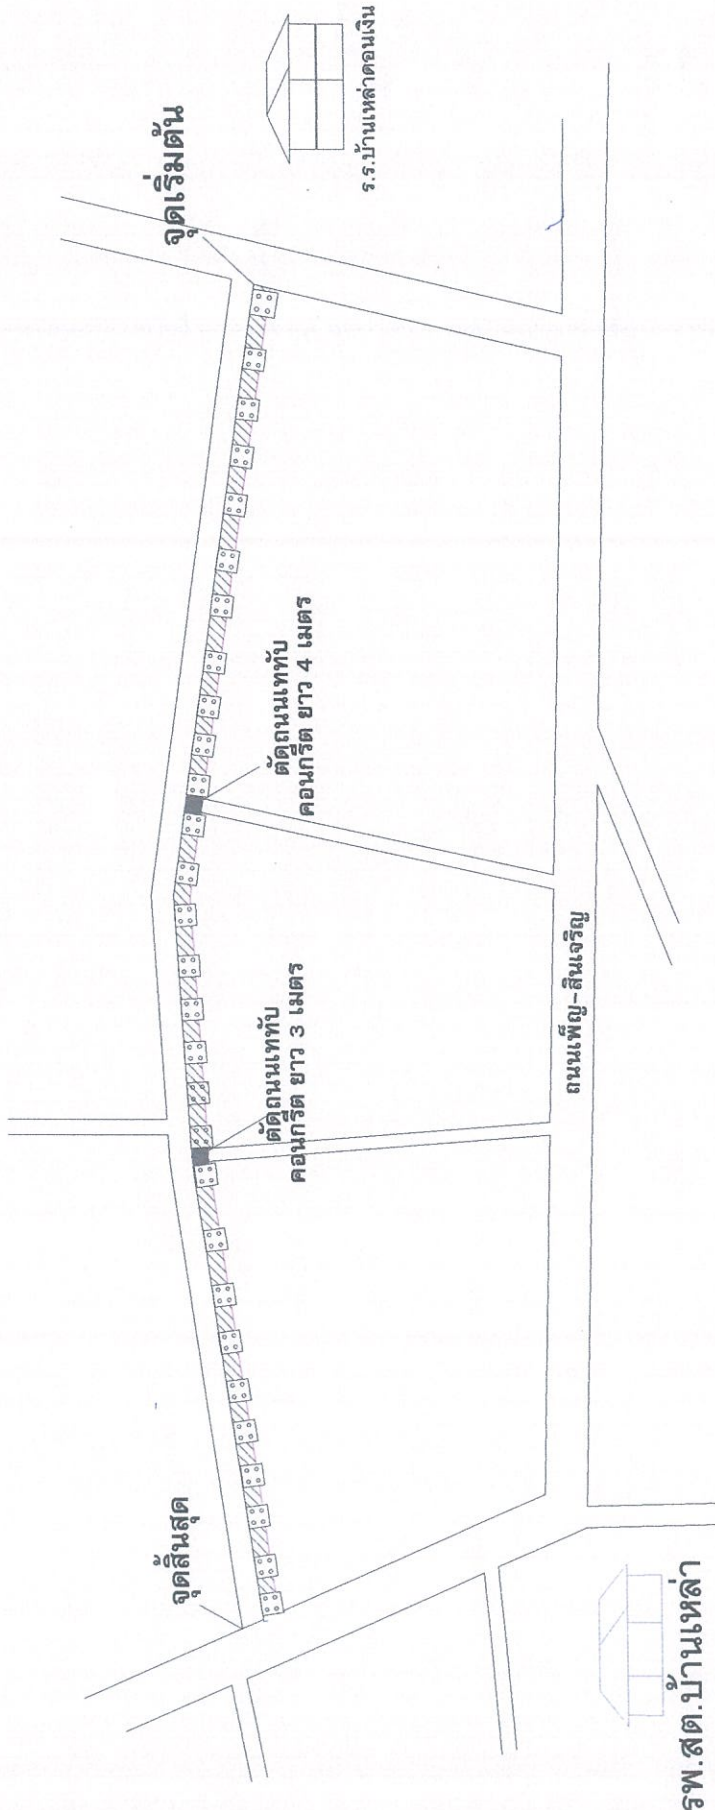 จุดเริ่มต้น
ร.ร.บ้านเหล่าดอนเงิน
ตัดถนนเททับ
คอนกรีต ยาว 4 เมตร
ตัดถนนเททับ
คอนกรีต ยาว 3 เมตร
ถนนเพ็ญ-สินเจริญ
จุดสิ้นสุด
รพ.สต.บ้านเหล่า